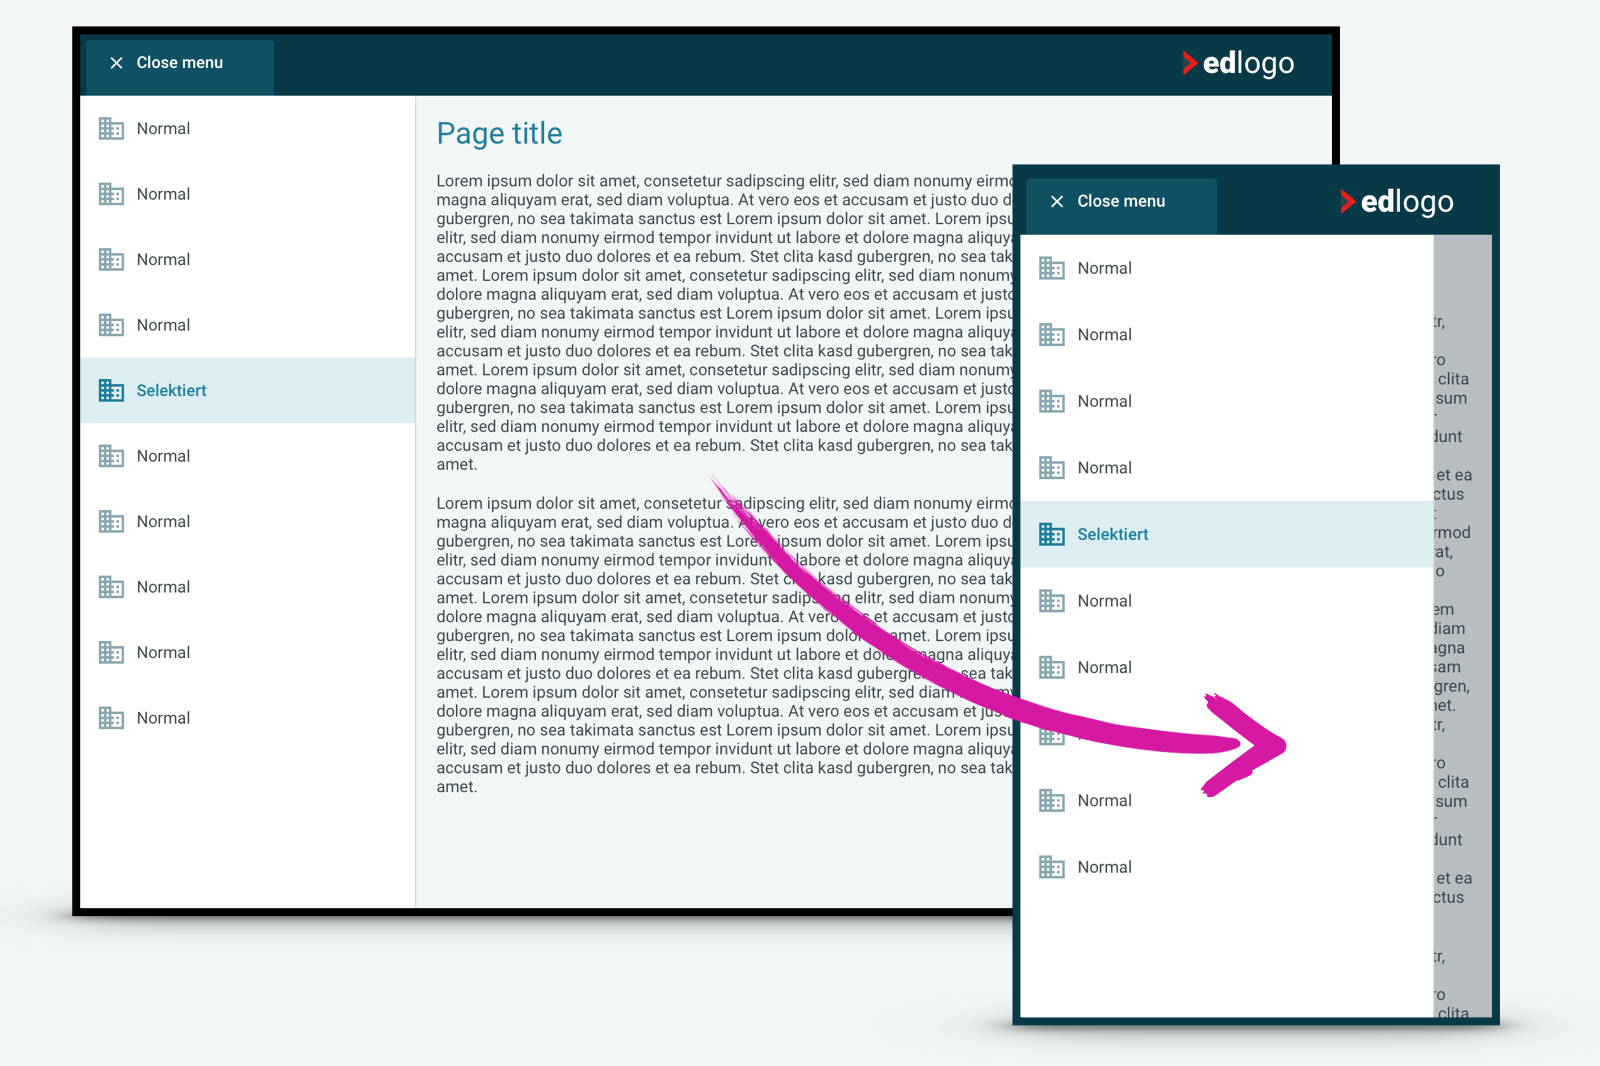 Close menu
edlogo
Normal
Normal
Normal
Normal
Selektiert
Normal
Normal
Normal
Normal
Normal
Page title
Lorem ipsum dolor sit amet, consetetur sadipscing elitr, sed diam nonumy eirmo
magna aliquyam erat, sed diam voluptua. At vero eos et accusam et justo duo d
gubergren, no sea takimata sanctus est Lorem ipsum dolor sit amet. Lorem ipsu
elitr, sed diam nonumy eirmod tempor invidunt ut labore et dolore magna aliquya
accusam et justo duo dolores et ea rebum. Stet clita kasd gubergren, no sea tak
amet. Lorem ipsum dolor sit amet, consetetur sadipscing elitr, sed diam nonumy
dolore magna aliquyam erat, sed diam voluptua. At vero eos et accusam et justo
gubergren, no sea takimata sanctus est Lorem ipsum dolor sit amet. Lorem ipsu
elitr, sed diam nonumy eirmod tempor invidunt ut labore et dolore magna aliquya
accusam et justo duo dolores et ea rebum. Stet clita kasd gubergren, no sea tak
amet. Lorem ipsum dolor sit amet, consetetur sadipscing elitr, sed diam nonumy
dolore magna aliquyam erat, sed diam voluptua. At vero eos et accusam et justo
gubergren, no sea takimata sanctus est Lorem ipsum dolor sit amet. Lorem ipsu
elitr, sed diam nonumy eirmod tempor invidunt ut labore et dolore magna aliquya
accusam et justo duo dolores et ea rebum. Stet clita kasd gubergren, no sea tak
amet.
Lorem ipsum dolor sit amet, consetetur sadipscing elitr, sed diam nonumy eirmo
magna aliquyam erat, sed diam voluptua. At vero eos et accusam et justo duo d
gubergren, no sea takimata sanctus est Lorem ipsum dolor sit amet. Lorem ipsu
elitr, sed diam nonumy eirmod tempor invidunt ut labore et dolore magna aliquya
accusam et justo duo dolores et ea rebum. Stet clita kasd gubergren, no sea tak
amet. Lorem ipsum dolor sit amet, consetetur sadipscing elitr, sed diam nonumy
dolore magna aliquyam erat, sed diam voluptua. At vero eos et accusam et justo
gubergren, no sea takimata sanctus est Lorem ipsum dolor sit amet. Lorem ipsu
elitr, sed diam nonumy eirmod tempor invidunt ut labore et dolore magna aliquya
accusam et justo duo dolores et ea rebum. Stet clita kasd gubergren, sea tak
amet. Lorem ipsum dolor sit amet, consetetur sadipscing elitr, sed diam nonumy
dolore magna aliquyam erat, sed diam voluptua. At vero eos et accusam et jus
gubergren, no sea takimata sanctus est Lorem ipsum dolor sit amet. Lorem ipsu
elitr, sed diam nonumy eirmod tempor invidunt ut labore et dolore magna aliquya
accusam et justo duo dolores et ea rebum. Stet clita kasd gubergren, no sea tak
amet.
Close menu
edlogo
Normal
Normal
Normal
Normal
Selektiert
Normal
Normal
Normal
Normal
tr,
ro
clita
sum
dunt
et ea
ctus
rmod
at,
o
em
diam
agna
sam
gren,
net.
tr,
ro
clita
sum
dunt
et ea
ctus
tr,
ro
clita